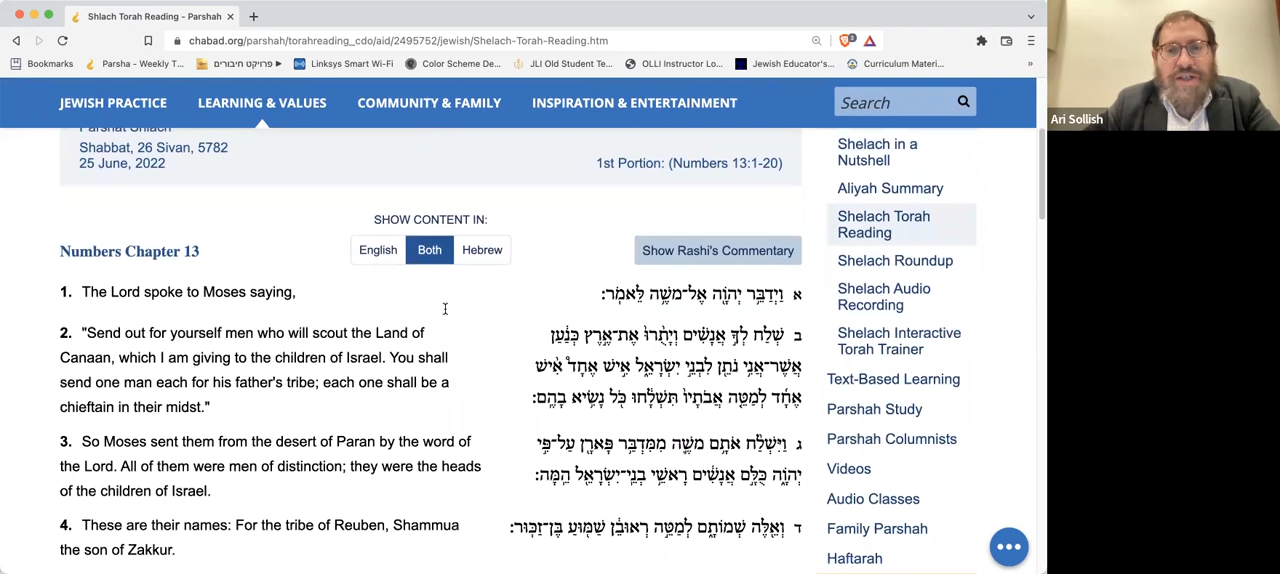 Shlach Torah Reading - Parshah
chabad.org/parshah/torahreading_cdo/aid/2495752/jewish/Shelach-Torah-Reading.htm
Bookmarks
Parsha - Weekly T...
פרויקט חיבורים
Linksys Smart Wi-Fi
Color Scheme De...
JLI Old Student Te...
OLLI Instructor Lo...
Jewish Educator's...
Curriculum Materi...
JEWISH PRACTICE
LEARNING & VALUES
COMMUNITY & FAMILY
INSPIRATION & ENTERTAINMENT
Search
Ari Sollish
Parshat Shlach
Shabbat, 26 Sivan, 5782
25 June, 2022
1st Portion: (Numbers 13:1-20)
SHOW CONTENT IN:
Numbers Chapter 13
English
Both
Hebrew
Show Rashi's Commentary
1. The Lord spoke to Moses saying,
א וַיְדַבֵּ֥ר יְהֹוָ֖ה אֶל־משֶׁ֥ה לֵּאמֹֽר:
2. "Send out for yourself men who will scout the Land of
Canaan, which I am giving to the children of Israel. You shall
send one man each for his father's tribe; each one shall be a
chieftain in their midst."
ב שְׁלַח לְךָ֣ אֲנָשִׁ֗ים וְיָתֻ֨רוּ֙ אֶת־אֶ֣רֶץ כְּנַ֔עַן
אֲשֶׁר־אֲנִ֥י נֹתֵ֖ן לִבְנֵ֣י יִשְׂרָאֵ֑ל אִ֣ישׁ אֶחָד֩ אִ֨ישׁ
אֶחָ֜ד לְמַטֵּ֤ה אֲבֹתָיו֙ תִּשְׁלָ֔חוּ כֹּ֖ל נָשִׂ֥יא בָהֶֽם:
3. So Moses sent them from the desert of Paran by the word of
the Lord. All of them were men of distinction; they were the heads
of the children of Israel.
ג וַיִּשְׁלַ֨ח אֹתָ֥ם משֶׁ֛ה מִמִּדְבַּ֥ר פָּארָ֖ן עַל־פִּ֣י
יְהֹוָ֑ה כֻּלָּ֣ם אֲנָשִׁ֔ים רָאשֵׁ֥י בְנֵֽי־יִשְׂרָאֵ֖ל הֵֽמָּה:
4. These are their names: For the tribe of Reuben, Shammua
the son of Zakkur.
ד וְאֵ֖לֶּה שְׁמוֹתָ֑ם לְמַטֵּ֣ה רְאוּבֵ֔ן שַׁמּ֖וּעַ בֶּן־זַכּֽוּר:
Shelach in a
Nutshell
Aliyah Summary
Shelach Torah
Reading
Shelach Roundup
Shelach Audio
Recording
Shelach Interactive
Torah Trainer
Text-Based Learning
Parshah Study
Parshah Columnists
Videos
Audio Classes
Family Parshah
Haftarah